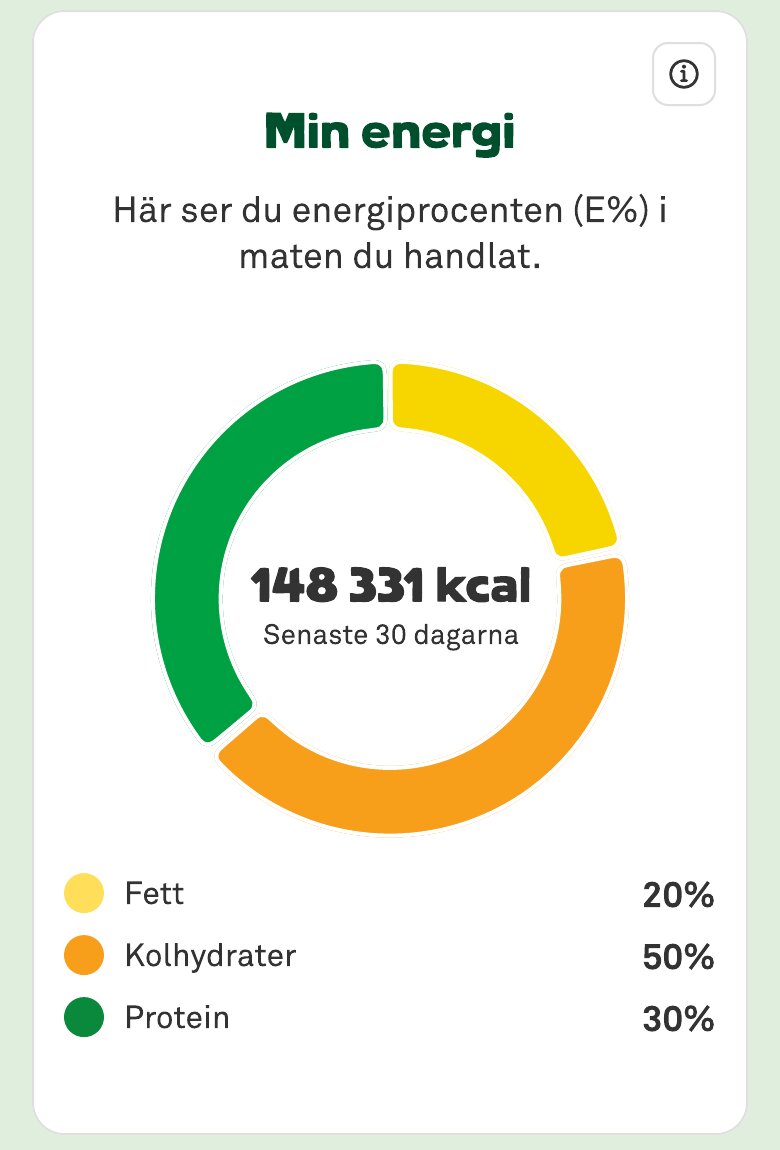 Min energi
Här ser du energiprocenten (E%) i
maten du handlat.
148 331 kcal
Senaste 30 dagarna
Fett 20%
Kolhydrater 50%
Protein 30%